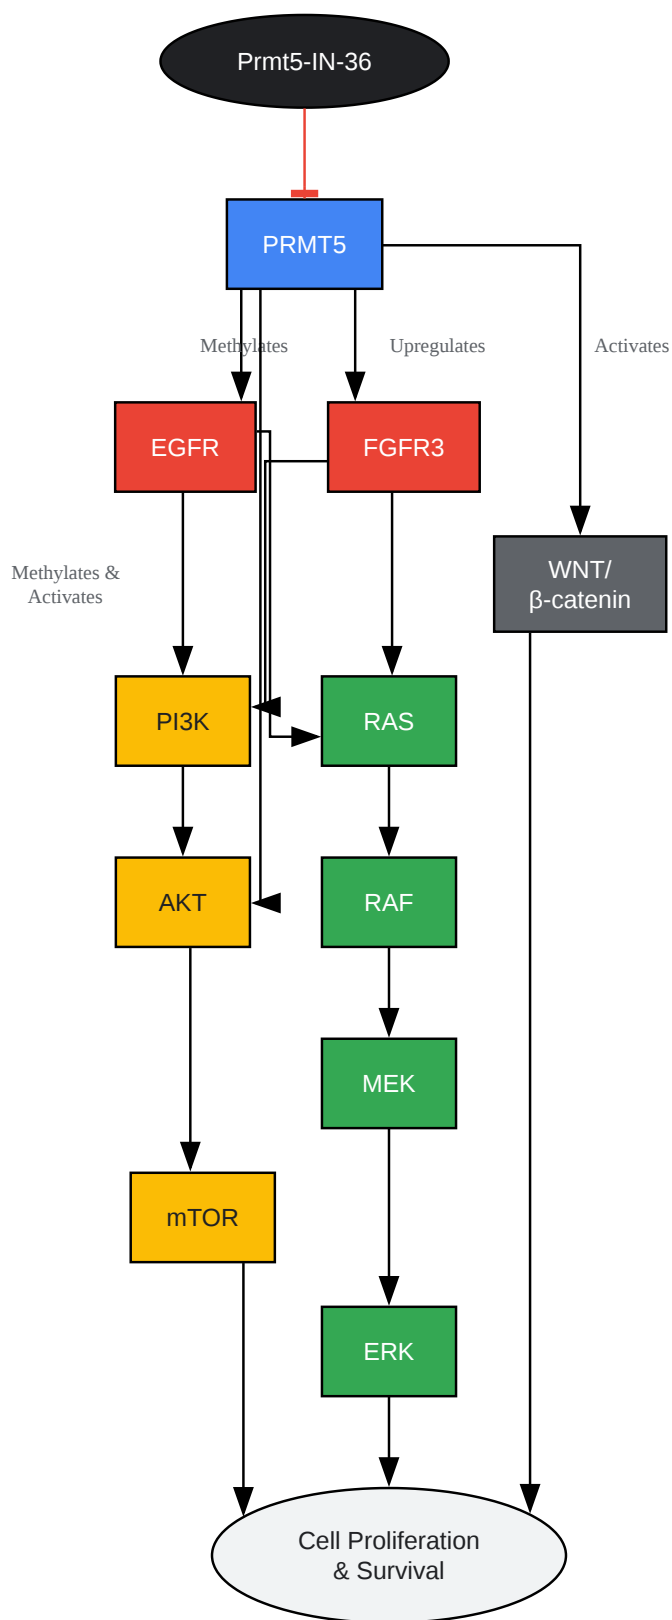 Prmt5-IN-36
PRMT5
Methylates
Upregulates
Activates
EGFR
FGFR3
WNT/
β-catenin
Methylates &
Activates
PI3K
RAS
AKT
RAF
MEK
mTOR
ERK
Cell Proliferation
& Survival